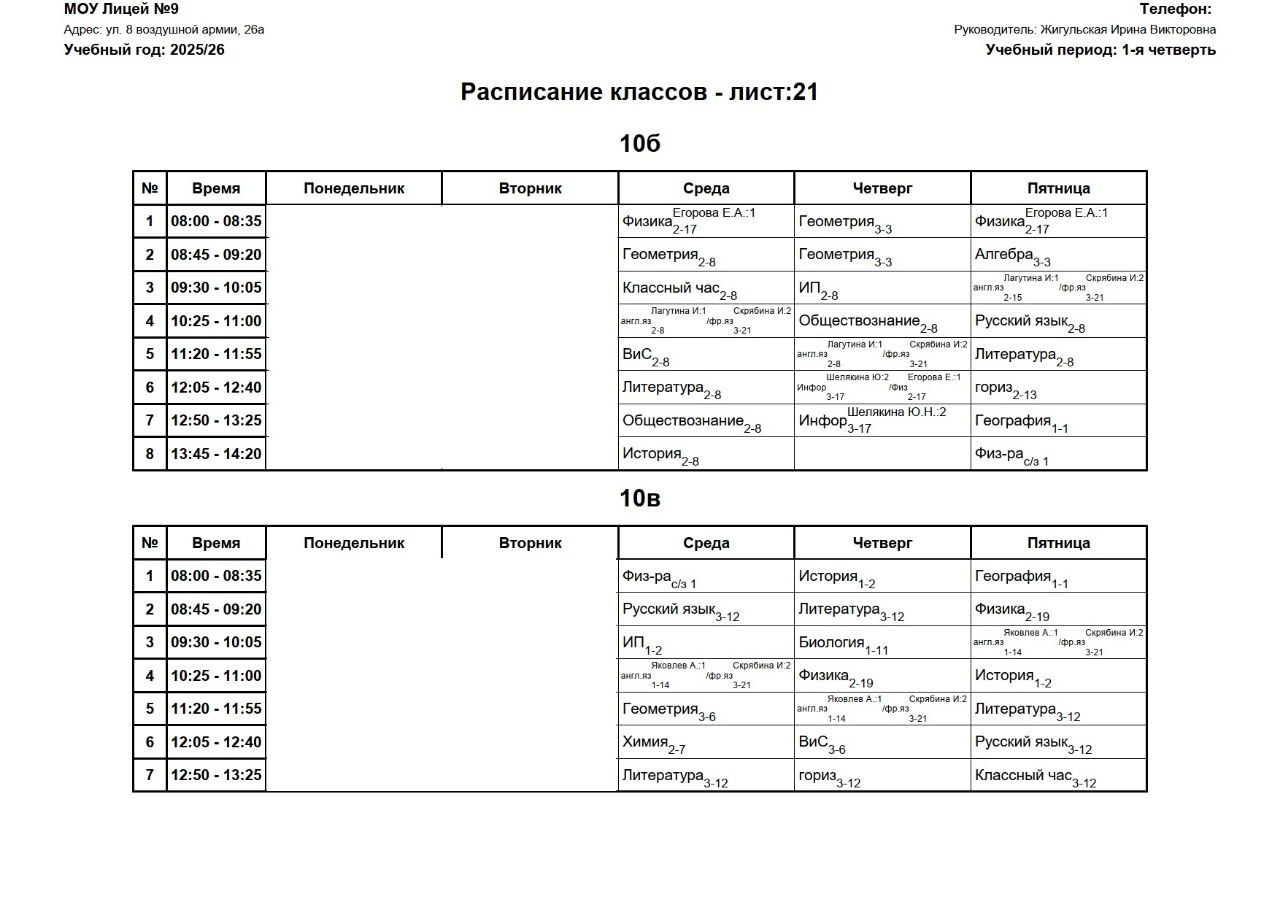 МОУ Лицей №9
Телефон:
Адрес: ул. 8 воздушной армии, 26а
Руководитель: Жигульская Ирина Викторовна
Учебный год: 2025/26
Учебный период: 1-я четверть
Расписание классов - лист:21
10б
№ Время Понедельник Вторник Среда Четверг Пятница
1 08:00 - 08:35 Физика Егорова Е.А.:1 2-17 Геометрия 3-3 Физика Егорова Е.А.:1 2-17
2 08:45 - 09:20 Геометрия 2-8 Геометрия 3-3 Алгебра 3-3
3 09:30 - 10:05 Классный час 2-8 ИП 2-8 англ.яз Лагутина И:1 2-15 /фр.яз Скрябина И:2 3-21
4 10:25 - 11:00 англ.яз Лагутина И:1 2-8 /фр.яз Скрябина И:2 3-21 Обществознание 2-8 Русский язык 2-8
5 11:20 - 11:55 ВиС 2-8 англ.яз Лагутина И:1 2-8 /фр.яз Скрябина И:2 3-21 Литература 2-8
6 12:05 - 12:40 Литература 2-8 Инфор Шелякина Ю:2 3-17 /Физ Егорова Е.:1 2-17 гориз 2-13
7 12:50 - 13:25 Обществознание 2-8 Инфор Шелякина Ю.Н.:2 3-17 География 1-1
8 13:45 - 14:20 История 2-8 Физ-ра с/з 1
10в
№ Время Понедельник Вторник Среда Четверг Пятница
1 08:00 - 08:35 Физ-ра с/з 1 История 1-2 География 1-1
2 08:45 - 09:20 Русский язык 3-12 Литература 3-12 Физика 2-19
3 09:30 - 10:05 ИП 1-2 Биология 1-11 англ.яз Яковлев А.:1 1-14 /фр.яз Скрябина И:2 3-21
4 10:25 - 11:00 англ.яз Яковлев А.:1 1-14 /фр.яз Скрябина И:2 3-21 Физика 2-19 История 1-2
5 11:20 - 11:55 Геометрия 3-6 англ.яз Яковлев А.:1 1-14 /фр.яз Скрябина И:2 3-21 Литература 3-12
6 12:05 - 12:40 Химия 2-7 ВиС 3-6 Русский язык 3-12
7 12:50 - 13:25 Литература 3-12 гориз 3-12 Классный час 3-12